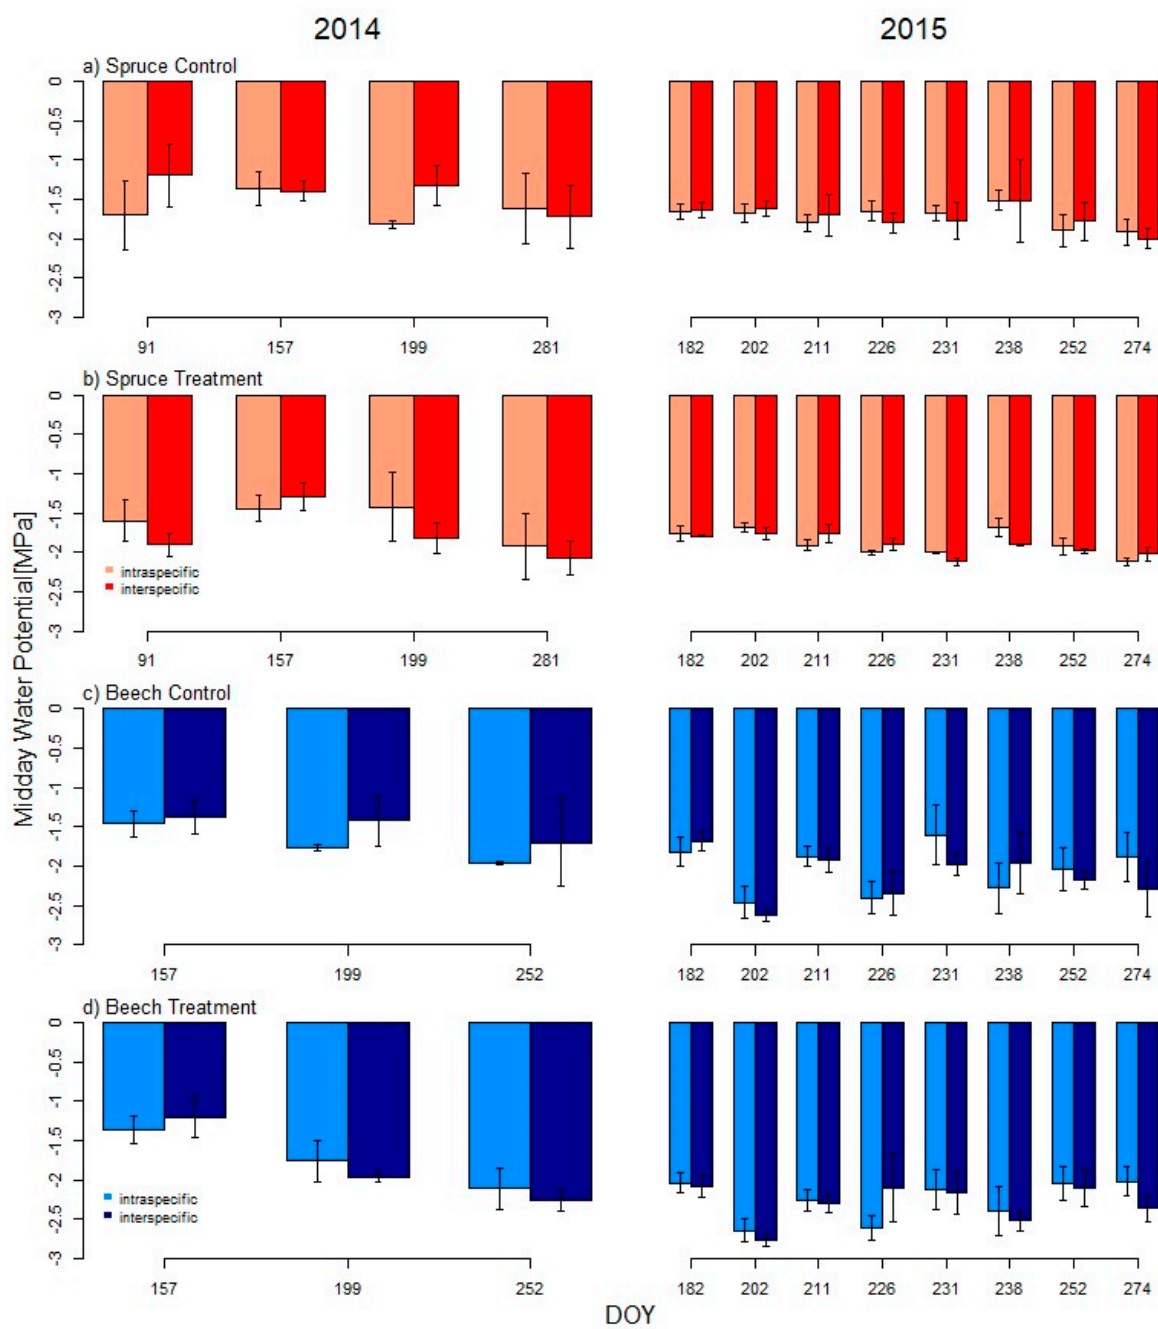 2014 2015
a) Spruce Control
0 -0.5 -1 -1.5 -2 -2.5 -3
91 157 199 281 182 202 211 226 231 238 252 274
b) Spruce Treatment
0 -0.5 -1 -1.5 -2 -2.5 -3
intraspecific
interspecific
91 157 199 281 182 202 211 226 231 238 252 274
Midday Water Potential[MPa]
c) Beech Control
0 -0.5 -1 -1.5 -2 -2.5 -3
157 199 252 182 202 211 226 231 238 252 274
d) Beech Treatment
0 -0.5 -1 -1.5 -2 -2.5 -3
intraspecific
interspecific
157 199 252 182 202 211 226 231 238 252 274
DOY